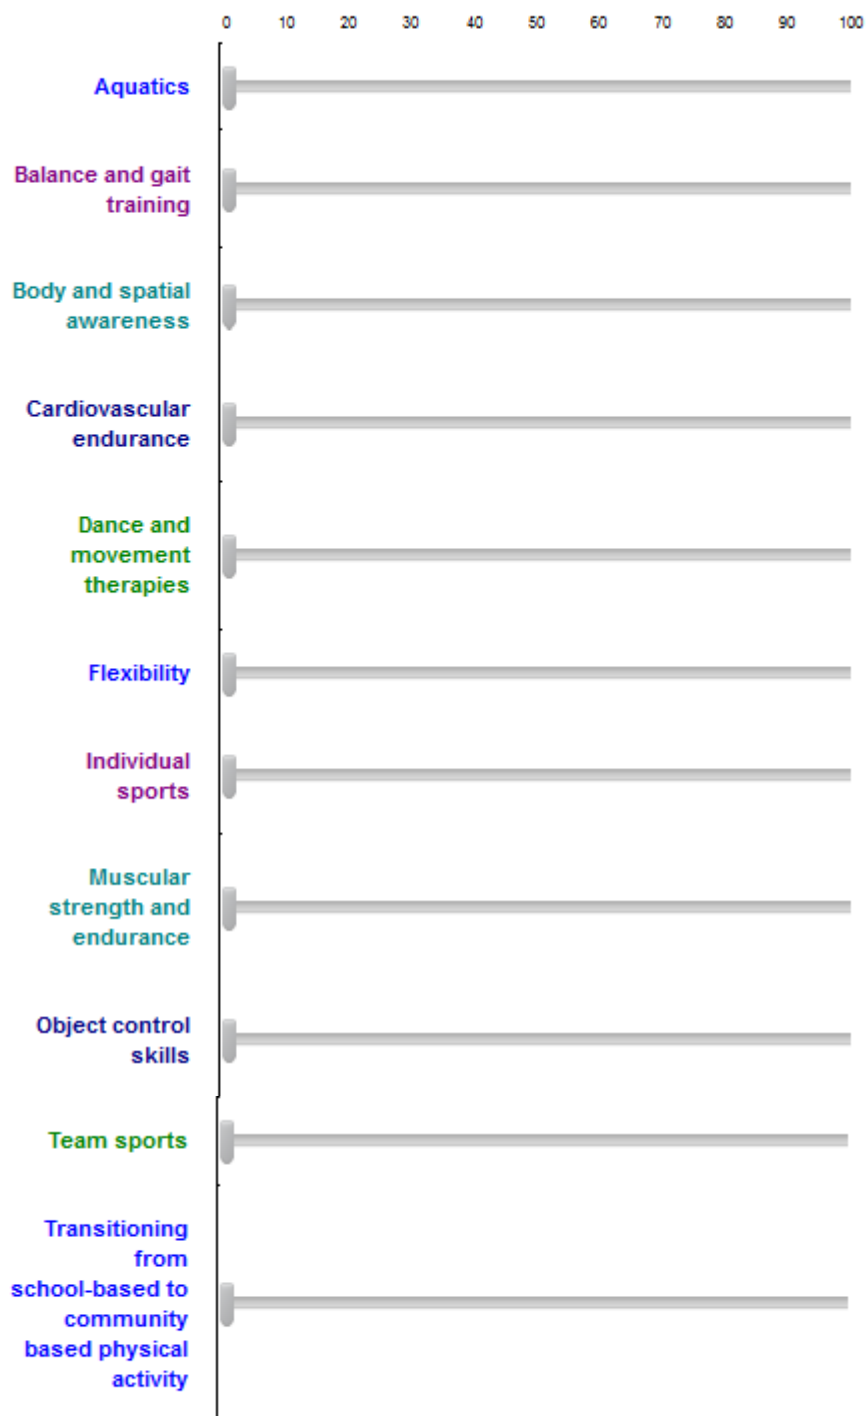 0 10 20 30 40 50 60 70 80 90 100
Aquatics
Balance and gait
training
Body and spatial
awareness
Cardiovascular
endurance
Dance and
movement
therapies
Flexibility
Individual
sports
Muscular
strength and
endurance
Object control
skills
Team sports
Transitioning
from
school-based to
community
based physical
activity